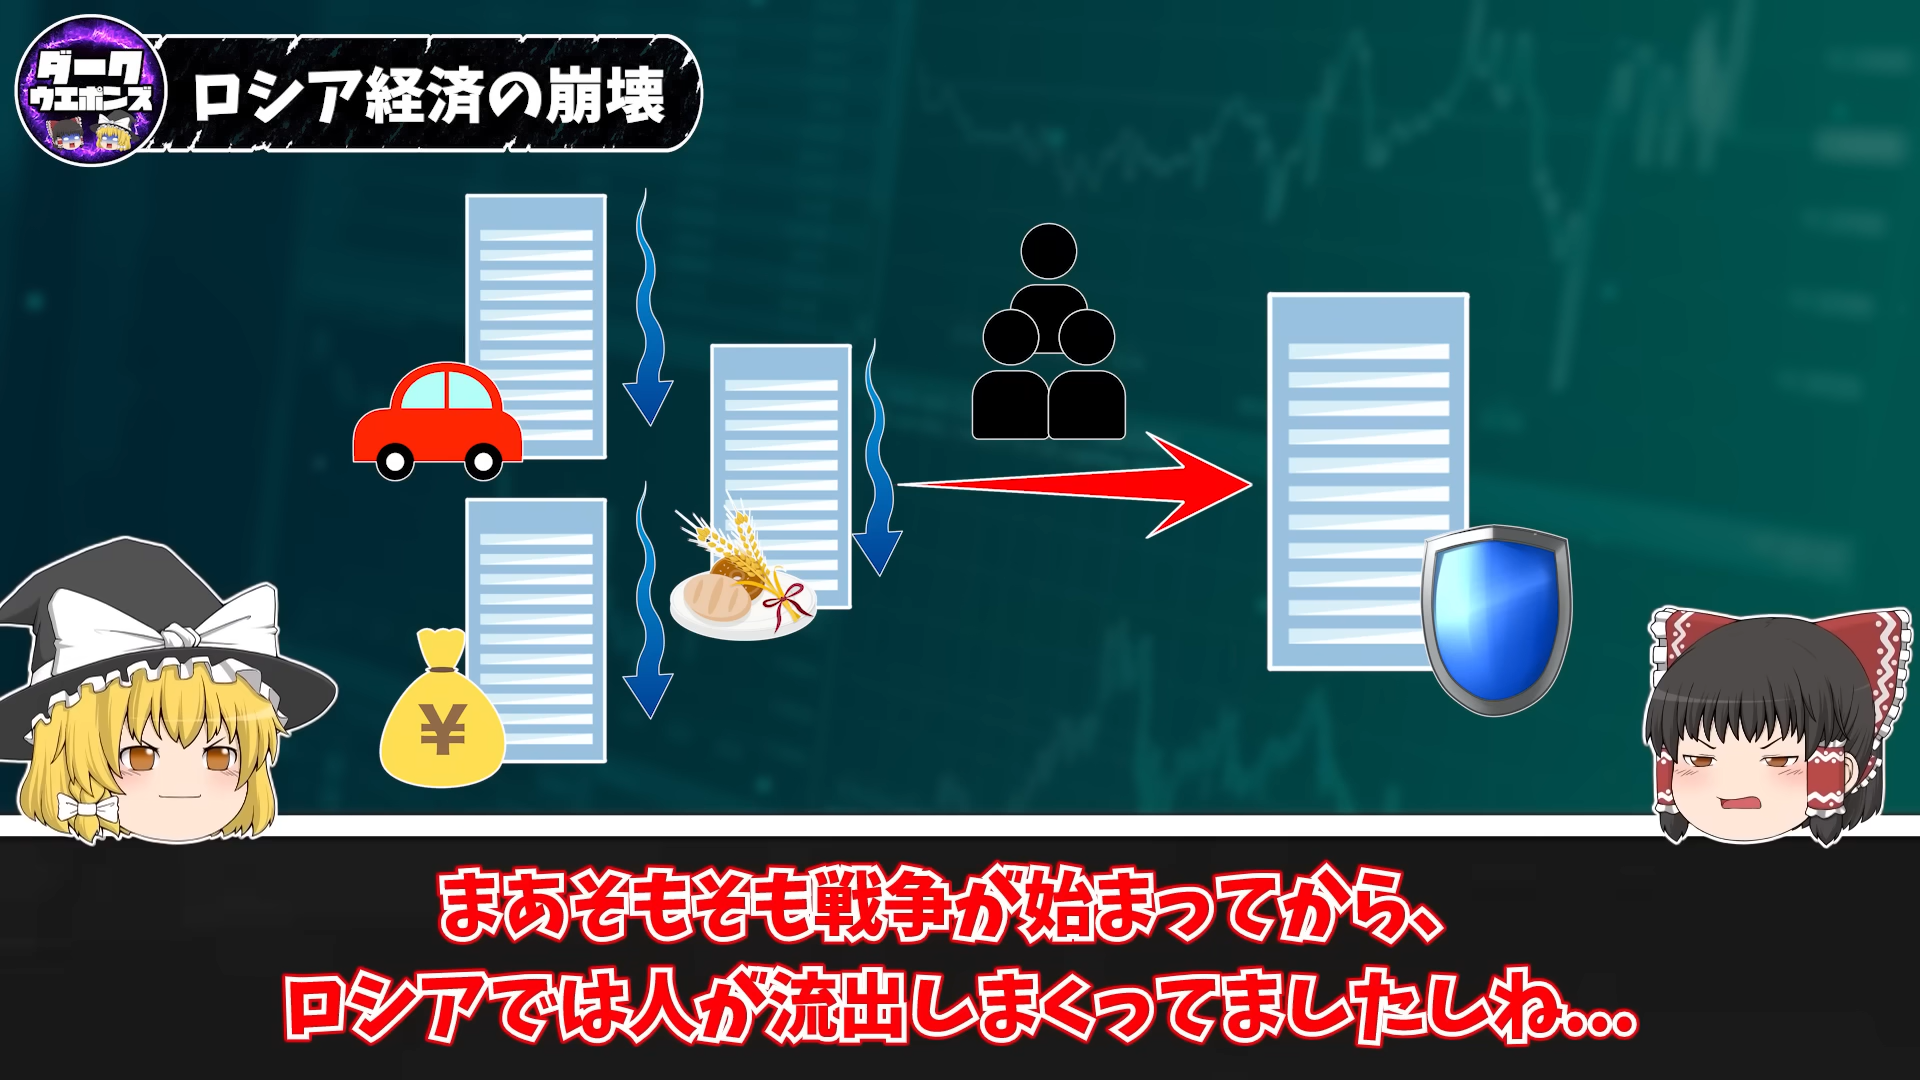 ダーク
ウエポンズ
ロシア経済の崩壊
¥
まあそもそも戦争が始まってから、
ロシアでは人が流出しまくってましたしね…